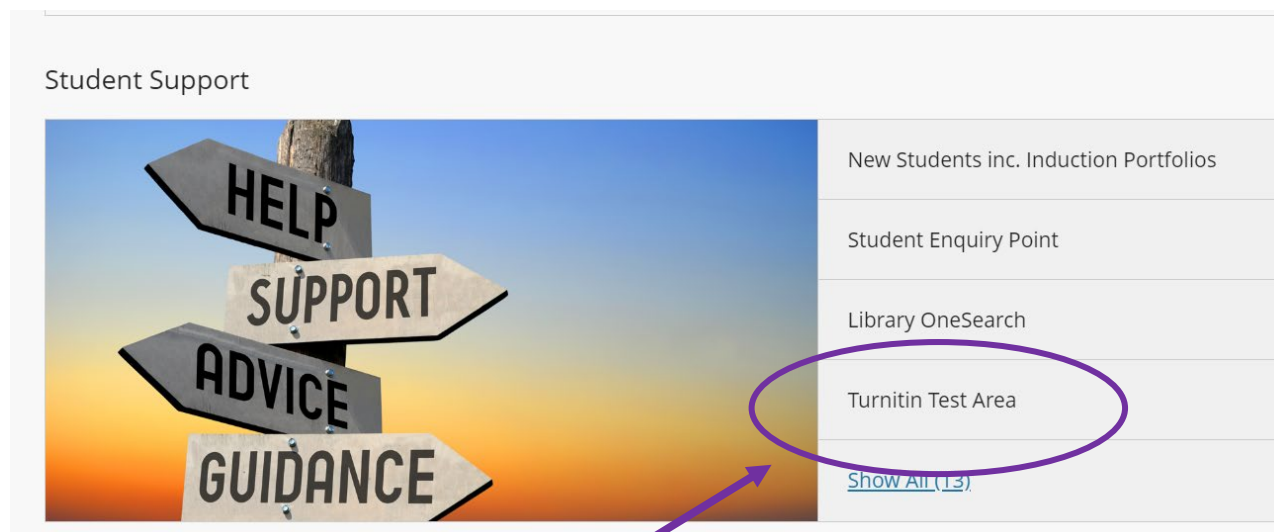 Student Support
HELP
SUPPORT
ADVICE
GUIDANCE
New Students inc. Induction Portfolios
Student Enquiry Point
Library OneSearch
Turnitin Test Area
Show All (13)